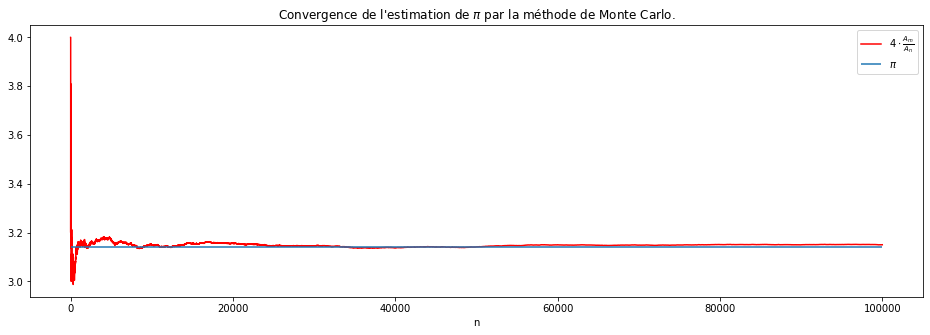 Convergence de l'estimation de π par la méthode de Monte Carlo.
4.0
3.8
3.6
3.4
3.2
3.0
0 20000 40000 60000 80000 100000
n
4 · Aₘ/Aₙ
π